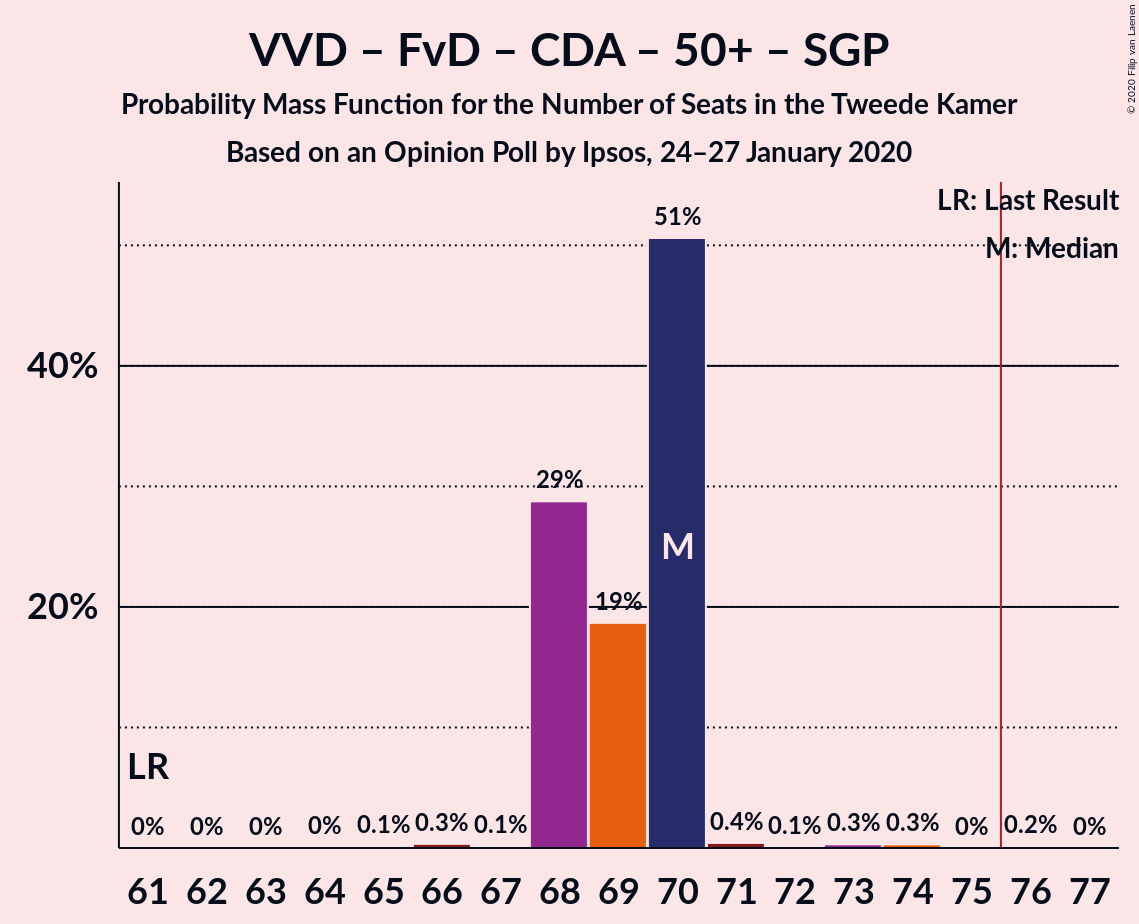 VVD – FvD – CDA – 50+ – SGP
Probability Mass Function for the Number of Seats in the Tweede Kamer
Based on an Opinion Poll by Ipsos, 24–27 January 2020
© 2020 Filip van Laenen
LR: Last Result
M: Median
51%
40%
29%
M
20%
19%
LR
0% 0% 0% 0% 0.1% 0.3% 0.1% 0.4% 0.1% 0.3% 0.3% 0% 0.2% 0%
61 62 63 64 65 66 67 68 69 70 71 72 73 74 75 76 77